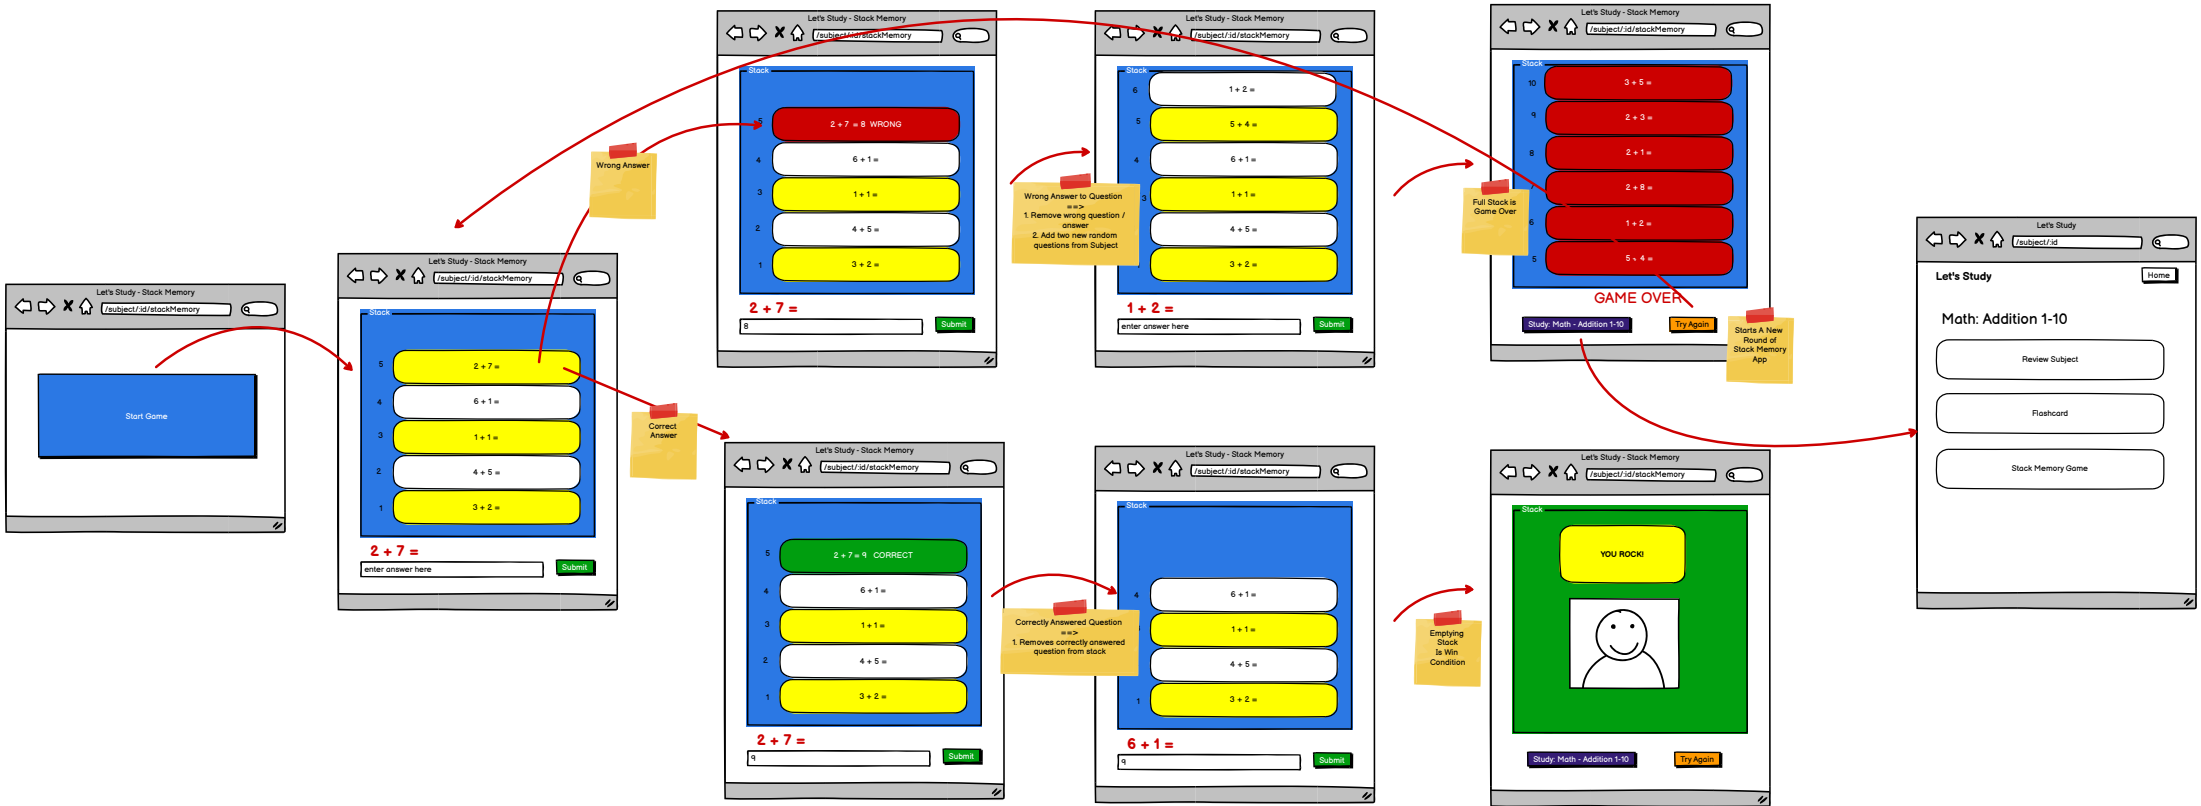 Let's Study - Stack Memory
/subject/:id/stackMemory
Start Game
Let's Study - Stack Memory
/subject/:id/stackMemory
Stack
5 2 + 7 =
4 6 + 1 =
3 1 + 1 =
2 4 + 5 =
1 3 + 2 =
2 + 7 =
enter answer here
Submit
Wrong Answer
Correct
Answer
Let's Study - Stack Memory
/subject/:id/stackMemory
Stack
5 2 + 7 = 8 WRONG
4 6 + 1 =
3 1 + 1 =
2 4 + 5 =
1 3 + 2 =
2 + 7 =
8
Submit
Wrong Answer to Question
==>
1. Remove wrong question /
answer
2. Add two new random
questions from Subject
Let's Study - Stack Memory
/subject/:id/stackMemory
Stack
6 1 + 2 =
5 5 + 4 =
4 6 + 1 =
3 1 + 1 =
4 + 5 =
3 + 2 =
1 + 2 =
enter answer here
Submit
Full Stack is
Game Over
Let's Study - Stack Memory
/subject/:id/stackMemory
Stack
10 3 + 5 =
9 2 + 3 =
8 2 + 1 =
2 + 8 =
6 1 + 2 =
5 5 + 4 =
GAME OVER
Study: Math - Addition 1-10
Try Again
Starts A New
Round of
Stack Memory
App
Let's Study - Stack Memory
/subject/:id/stackMemory
Stack
5 2 + 7 = 9 CORRECT
4 6 + 1 =
3 1 + 1 =
2 4 + 5 =
1 3 + 2 =
2 + 7 =
9
Submit
Correctly Answered Question
==>
1. Removes correctly answered
question from stack
Let's Study - Stack Memory
/subject/:id/stackMemory
Stack
4 6 + 1 =
1 + 1 =
4 + 5 =
1 3 + 2 =
6 + 1 =
9
Submit
Emptying
Stack
Is Win
Condition
Let's Study - Stack Memory
/subject/:id/stackMemory
Stack
YOU ROCK!
Study: Math - Addition 1-10
Try Again
Let's Study
/subject/:id
Let's Study
Home
Math: Addition 1-10
Review Subject
Flashcard
Stack Memory Game